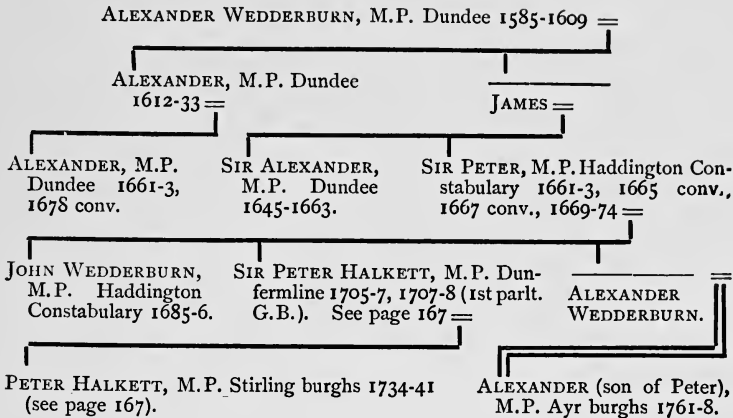 ALEXANDER WEDDERBURN, M.P. Dundee 1585-1609 =
ALEXANDER, M.P. Dundee
1612-33 =
JAMES =
ALEXANDER, M.P.
Dundee 1661-3,
1678 conv.
SIR ALEXANDER,
M.P. Dundee
1645-1663.
SIR PETER, M.P. Haddington Con-
stabulary 1661-3, 1665 conv.,
1667 conv., 1669-74 =
JOHN WEDDERBURN,
M.P. Haddington
Constabulary 1685-6.
SIR PETER HALKETT, M.P. Dun-
fermline 1705-7, 1707-8 (1st parlt.
G.B.). See page 167 =
ALEXANDER
WEDDERBURN.
=
PETER HALKETT, M.P. Stirling burghs 1734-41
(see page 167).
ALEXANDER (son of Peter),
M.P. Ayr burghs 1761-8.